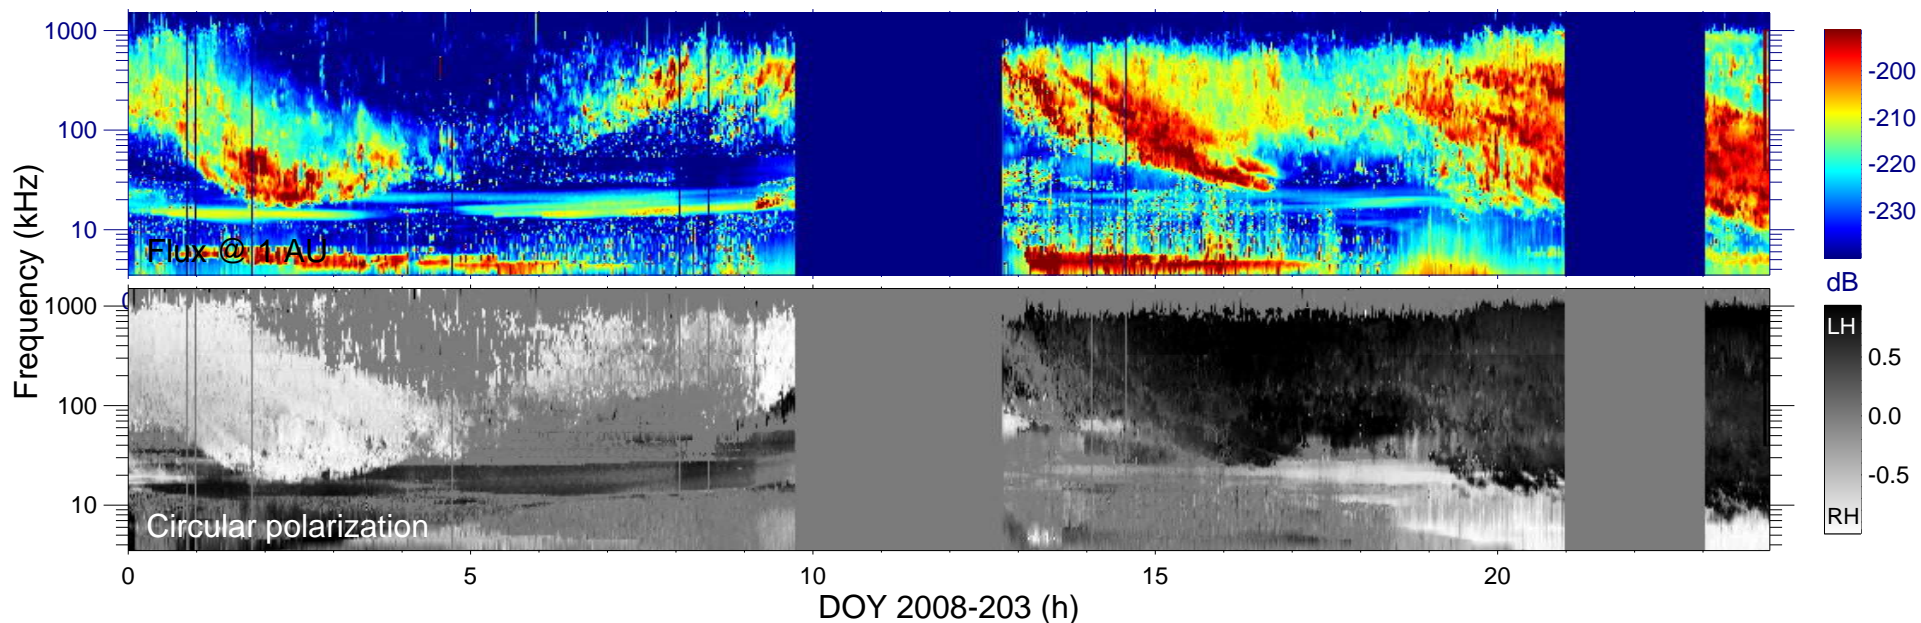 1000
100
10
Flux @ 1 AU
-200
-210
-220
-230
dB
Frequency (kHz)
0
1000
100
10
Circular polarization
LH
0.5
0.0
-0.5
RH
0
5
10
15
20
DOY 2008-203 (h)